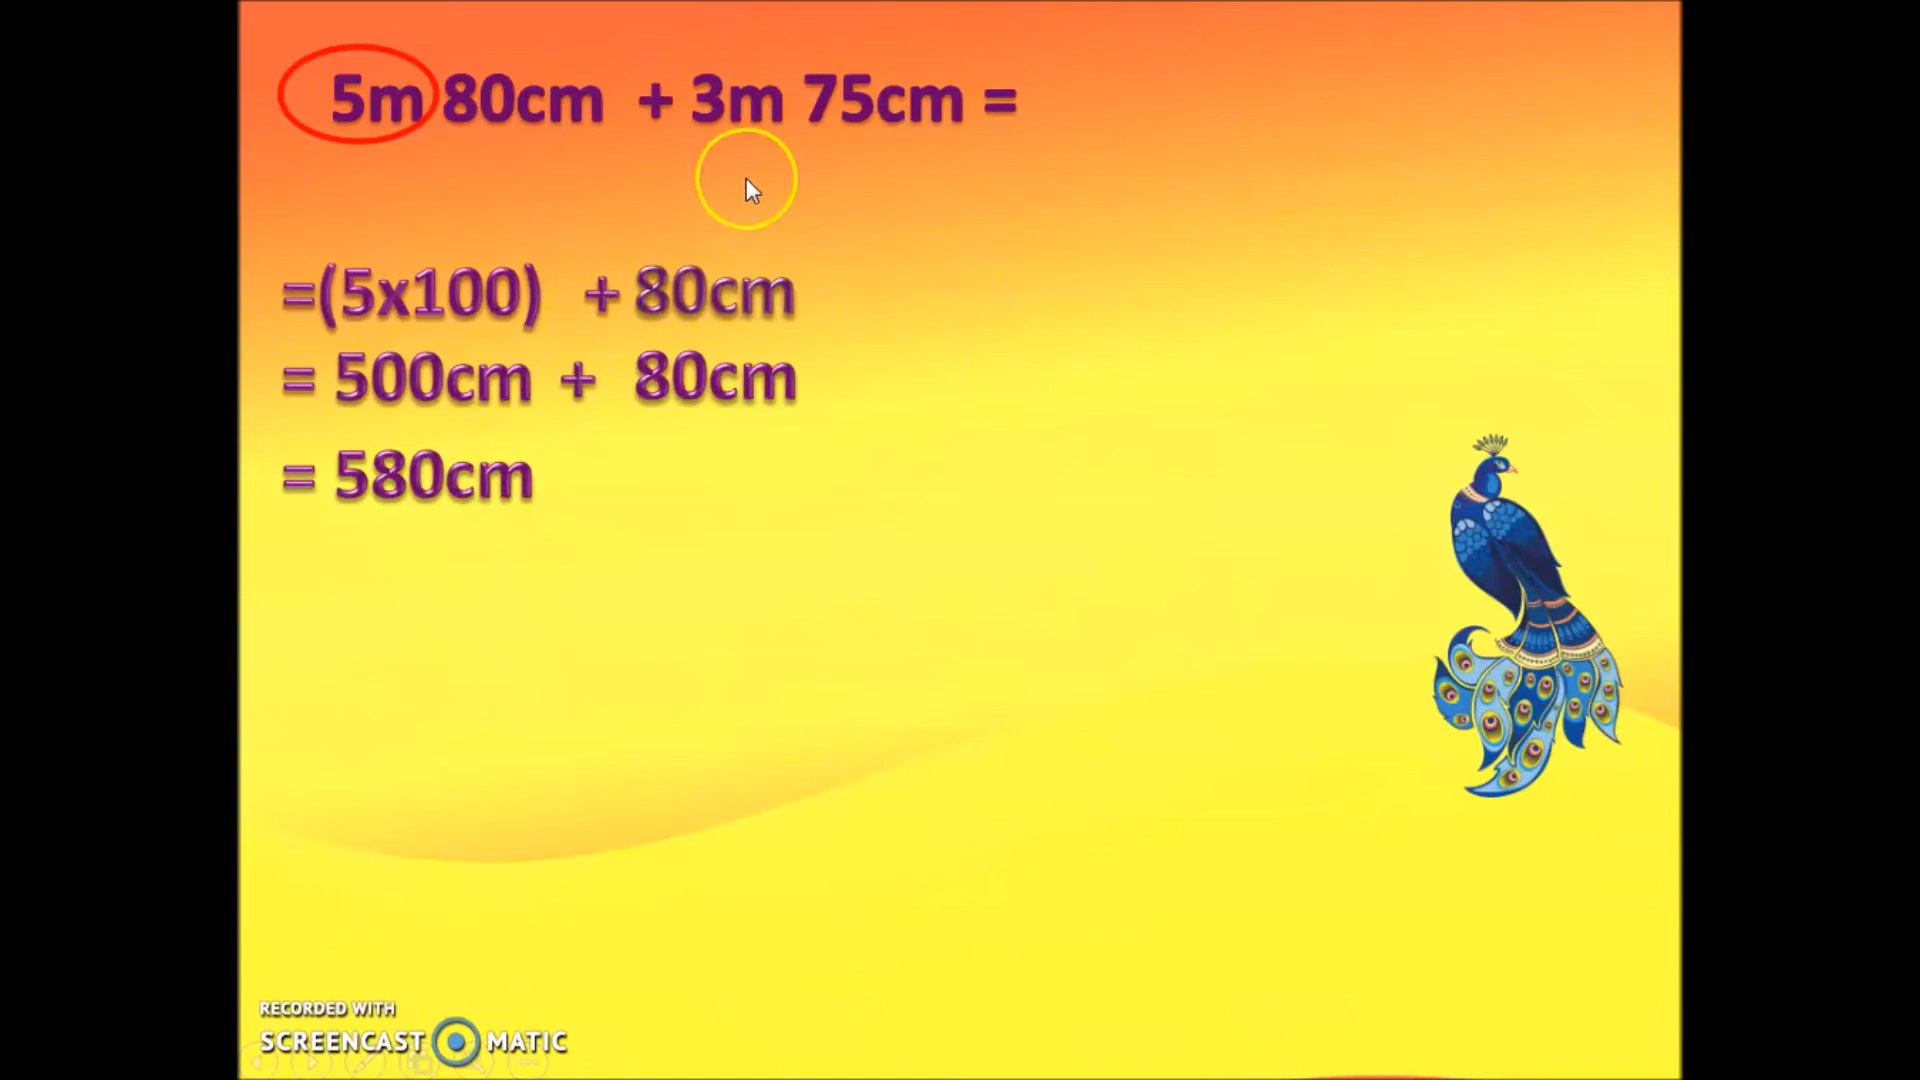 5m 80cm + 3m 75cm =
=(5x100) + 80cm
= 500cm + 80cm
= 580cm
RECORDED WITH
SCREENCAST MATIC